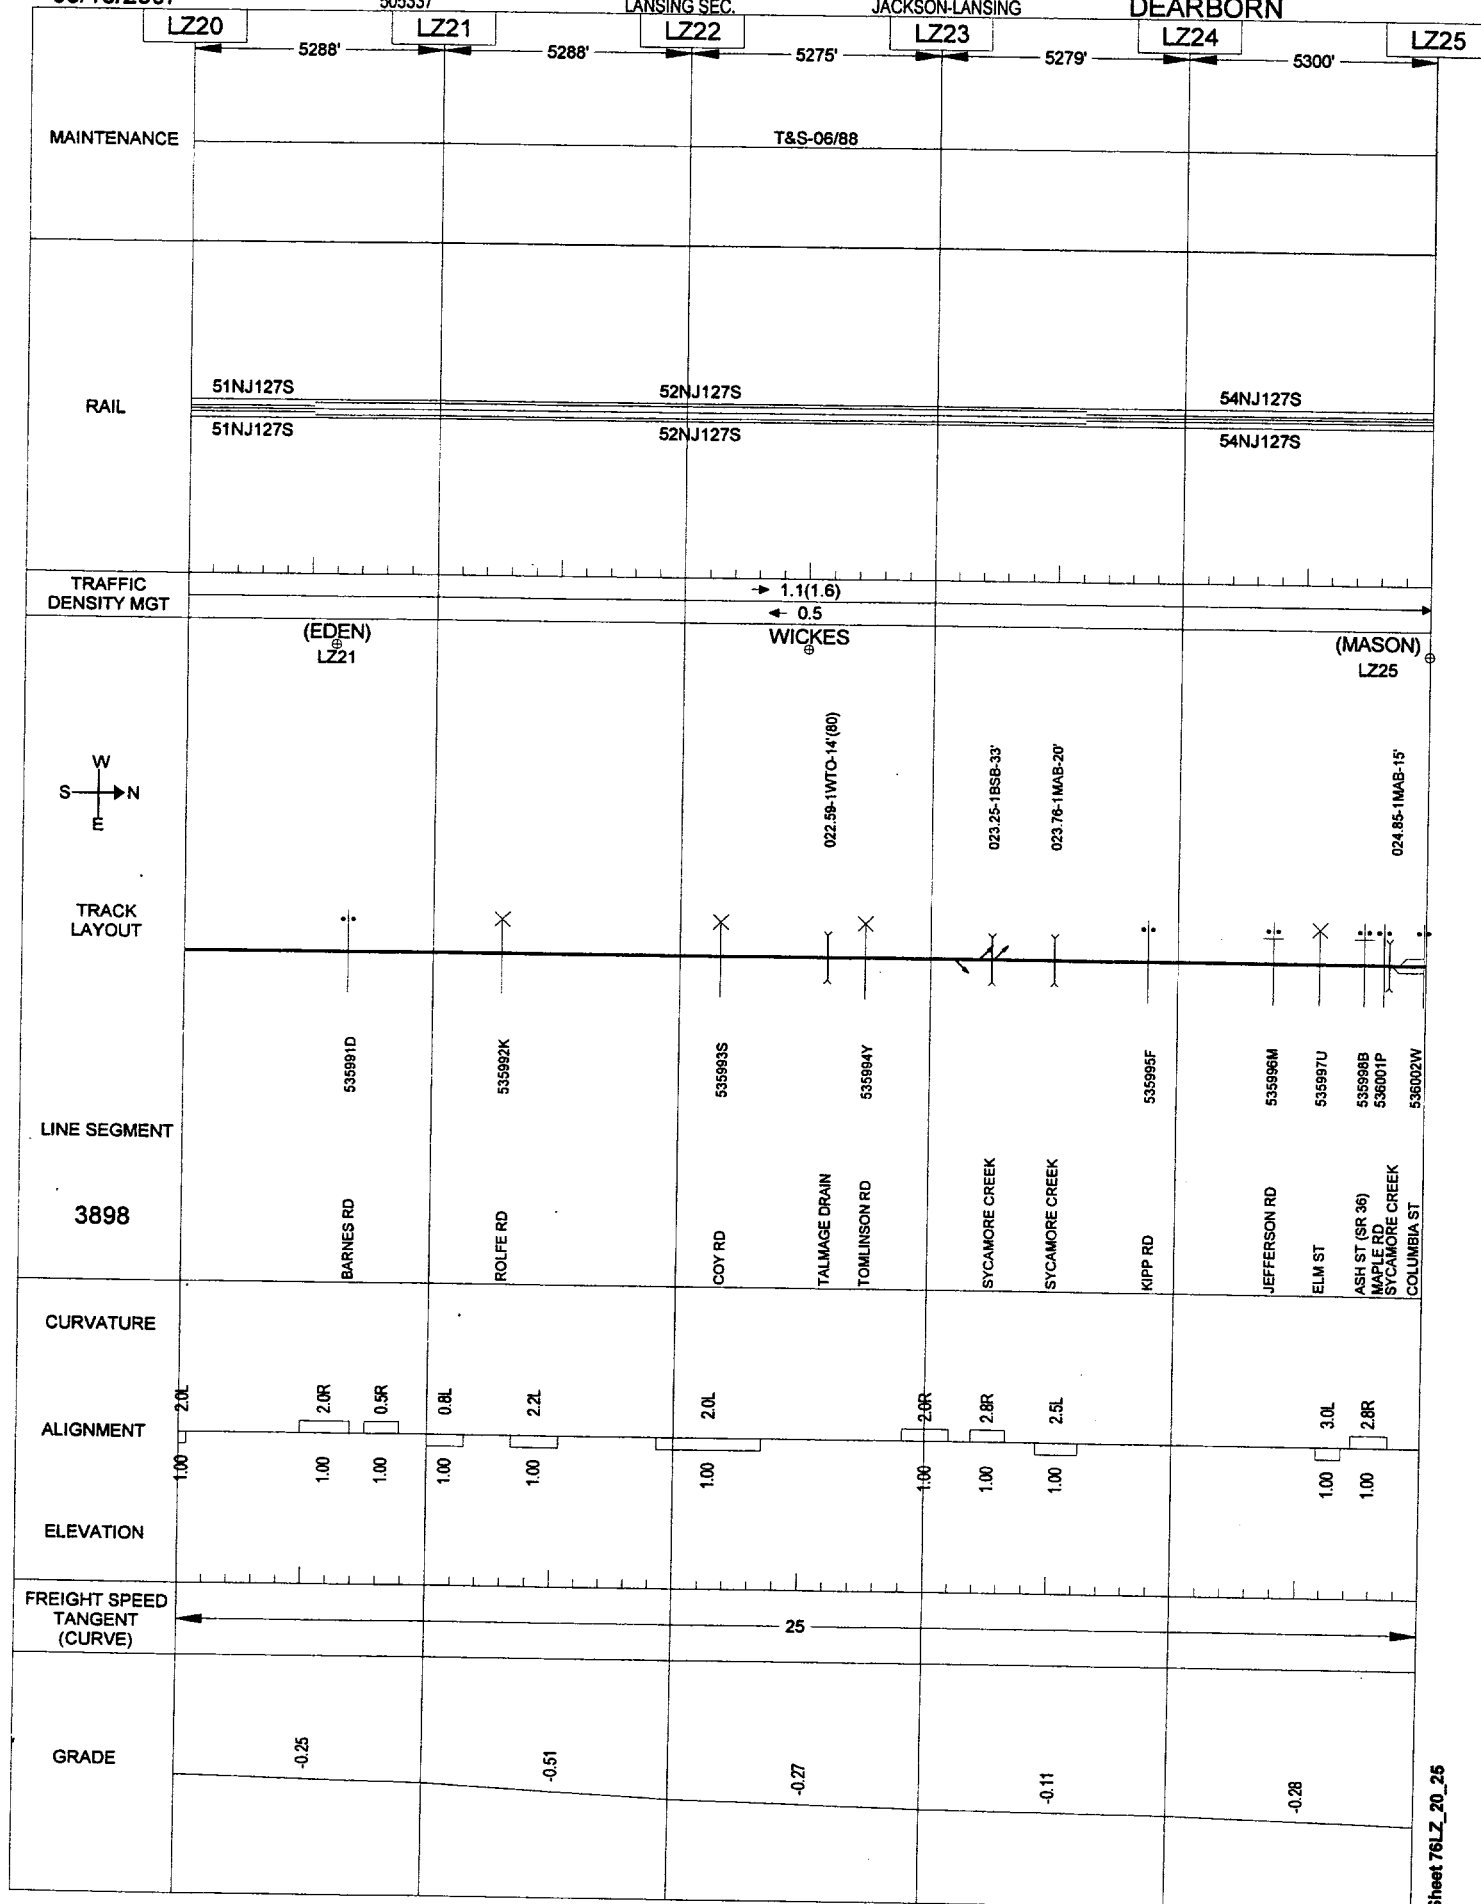 505337
LANSING SEC.
JACKSON-LANSING
DEARBORN
LZ20
LZ21
LZ22
LZ23
LZ24
LZ25
5288'
5288'
5275'
5279'
5300'
MAINTENANCE
T&S-06/88
RAIL
51NJ127S
52NJ127S
54NJ127S
51NJ127S
52NJ127S
54NJ127S
TRAFFIC
DENSITY MGT
→ 1.1(1.6)
← 0.5
(EDEN)
LZ21
WICKES
(MASON)
LZ25
W
S N
E
022.59-1WTO-14'(80)
023.25-1BSB-33'
023.76-1MAB-20'
024.85-1MAB-15'
TRACK
LAYOUT
535991D
535992K
535993S
535994Y
535995F
535996M
535997U
535998B
536001P
536002W
LINE SEGMENT
3898
BARNES RD
ROLFE RD
COY RD
TALMAGE DRAIN
TOMLINSON RD
SYCAMORE CREEK
SYCAMORE CREEK
KIPP RD
JEFFERSON RD
ELM ST
ASH ST (SR 36)
MAPLE RD
SYCAMORE CREEK
COLUMBIA ST
CURVATURE
2.0L
2.0R
0.5R
0.8L
2.2L
2.0L
2.0R
2.8R
2.5L
3.0L
2.8R
ALIGNMENT
1.00
1.00
1.00
1.00
1.00
1.00
1.00
1.00
1.00
1.00
1.00
ELEVATION
FREIGHT SPEED
TANGENT
(CURVE)
25
GRADE
-0.25
-0.51
-0.27
-0.11
-0.28
Sheet 76LZ_20_25